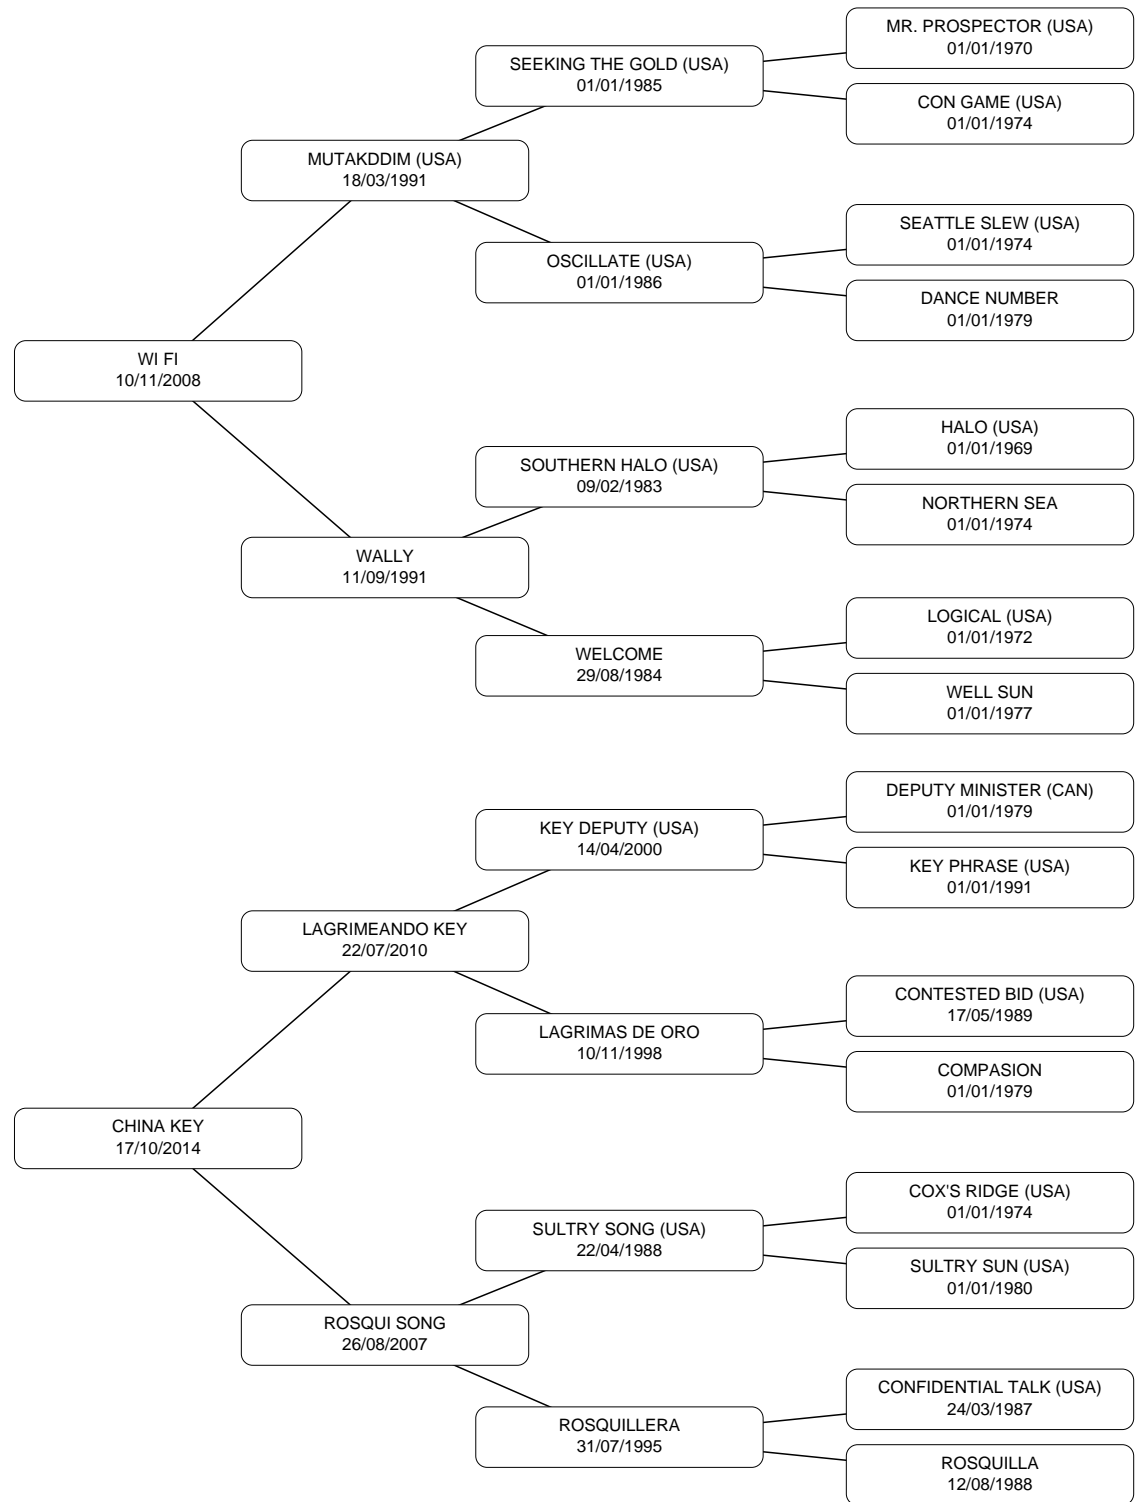 MR. PROSPECTOR (USA)
01/01/1970
SEEKING THE GOLD (USA)
01/01/1985
CON GAME (USA)
01/01/1974
MUTAKDDIM (USA)
18/03/1991
SEATTLE SLEW (USA)
01/01/1974
OSCILLATE (USA)
01/01/1986
DANCE NUMBER
01/01/1979
WI FI
10/11/2008
HALO (USA)
01/01/1969
SOUTHERN HALO (USA)
09/02/1983
NORTHERN SEA
01/01/1974
WALLY
11/09/1991
LOGICAL (USA)
01/01/1972
WELCOME
29/08/1984
WELL SUN
01/01/1977
DEPUTY MINISTER (CAN)
01/01/1979
KEY DEPUTY (USA)
14/04/2000
KEY PHRASE (USA)
01/01/1991
LAGRIMEANDO KEY
22/07/2010
CONTESTED BID (USA)
17/05/1989
LAGRIMAS DE ORO
10/11/1998
COMPASION
01/01/1979
CHINA KEY
17/10/2014
COX'S RIDGE (USA)
01/01/1974
SULTRY SONG (USA)
22/04/1988
SULTRY SUN (USA)
01/01/1980
ROSQUI SONG
26/08/2007
CONFIDENTIAL TALK (USA)
24/03/1987
ROSQUILLERA
31/07/1995
ROSQUILLA
12/08/1988